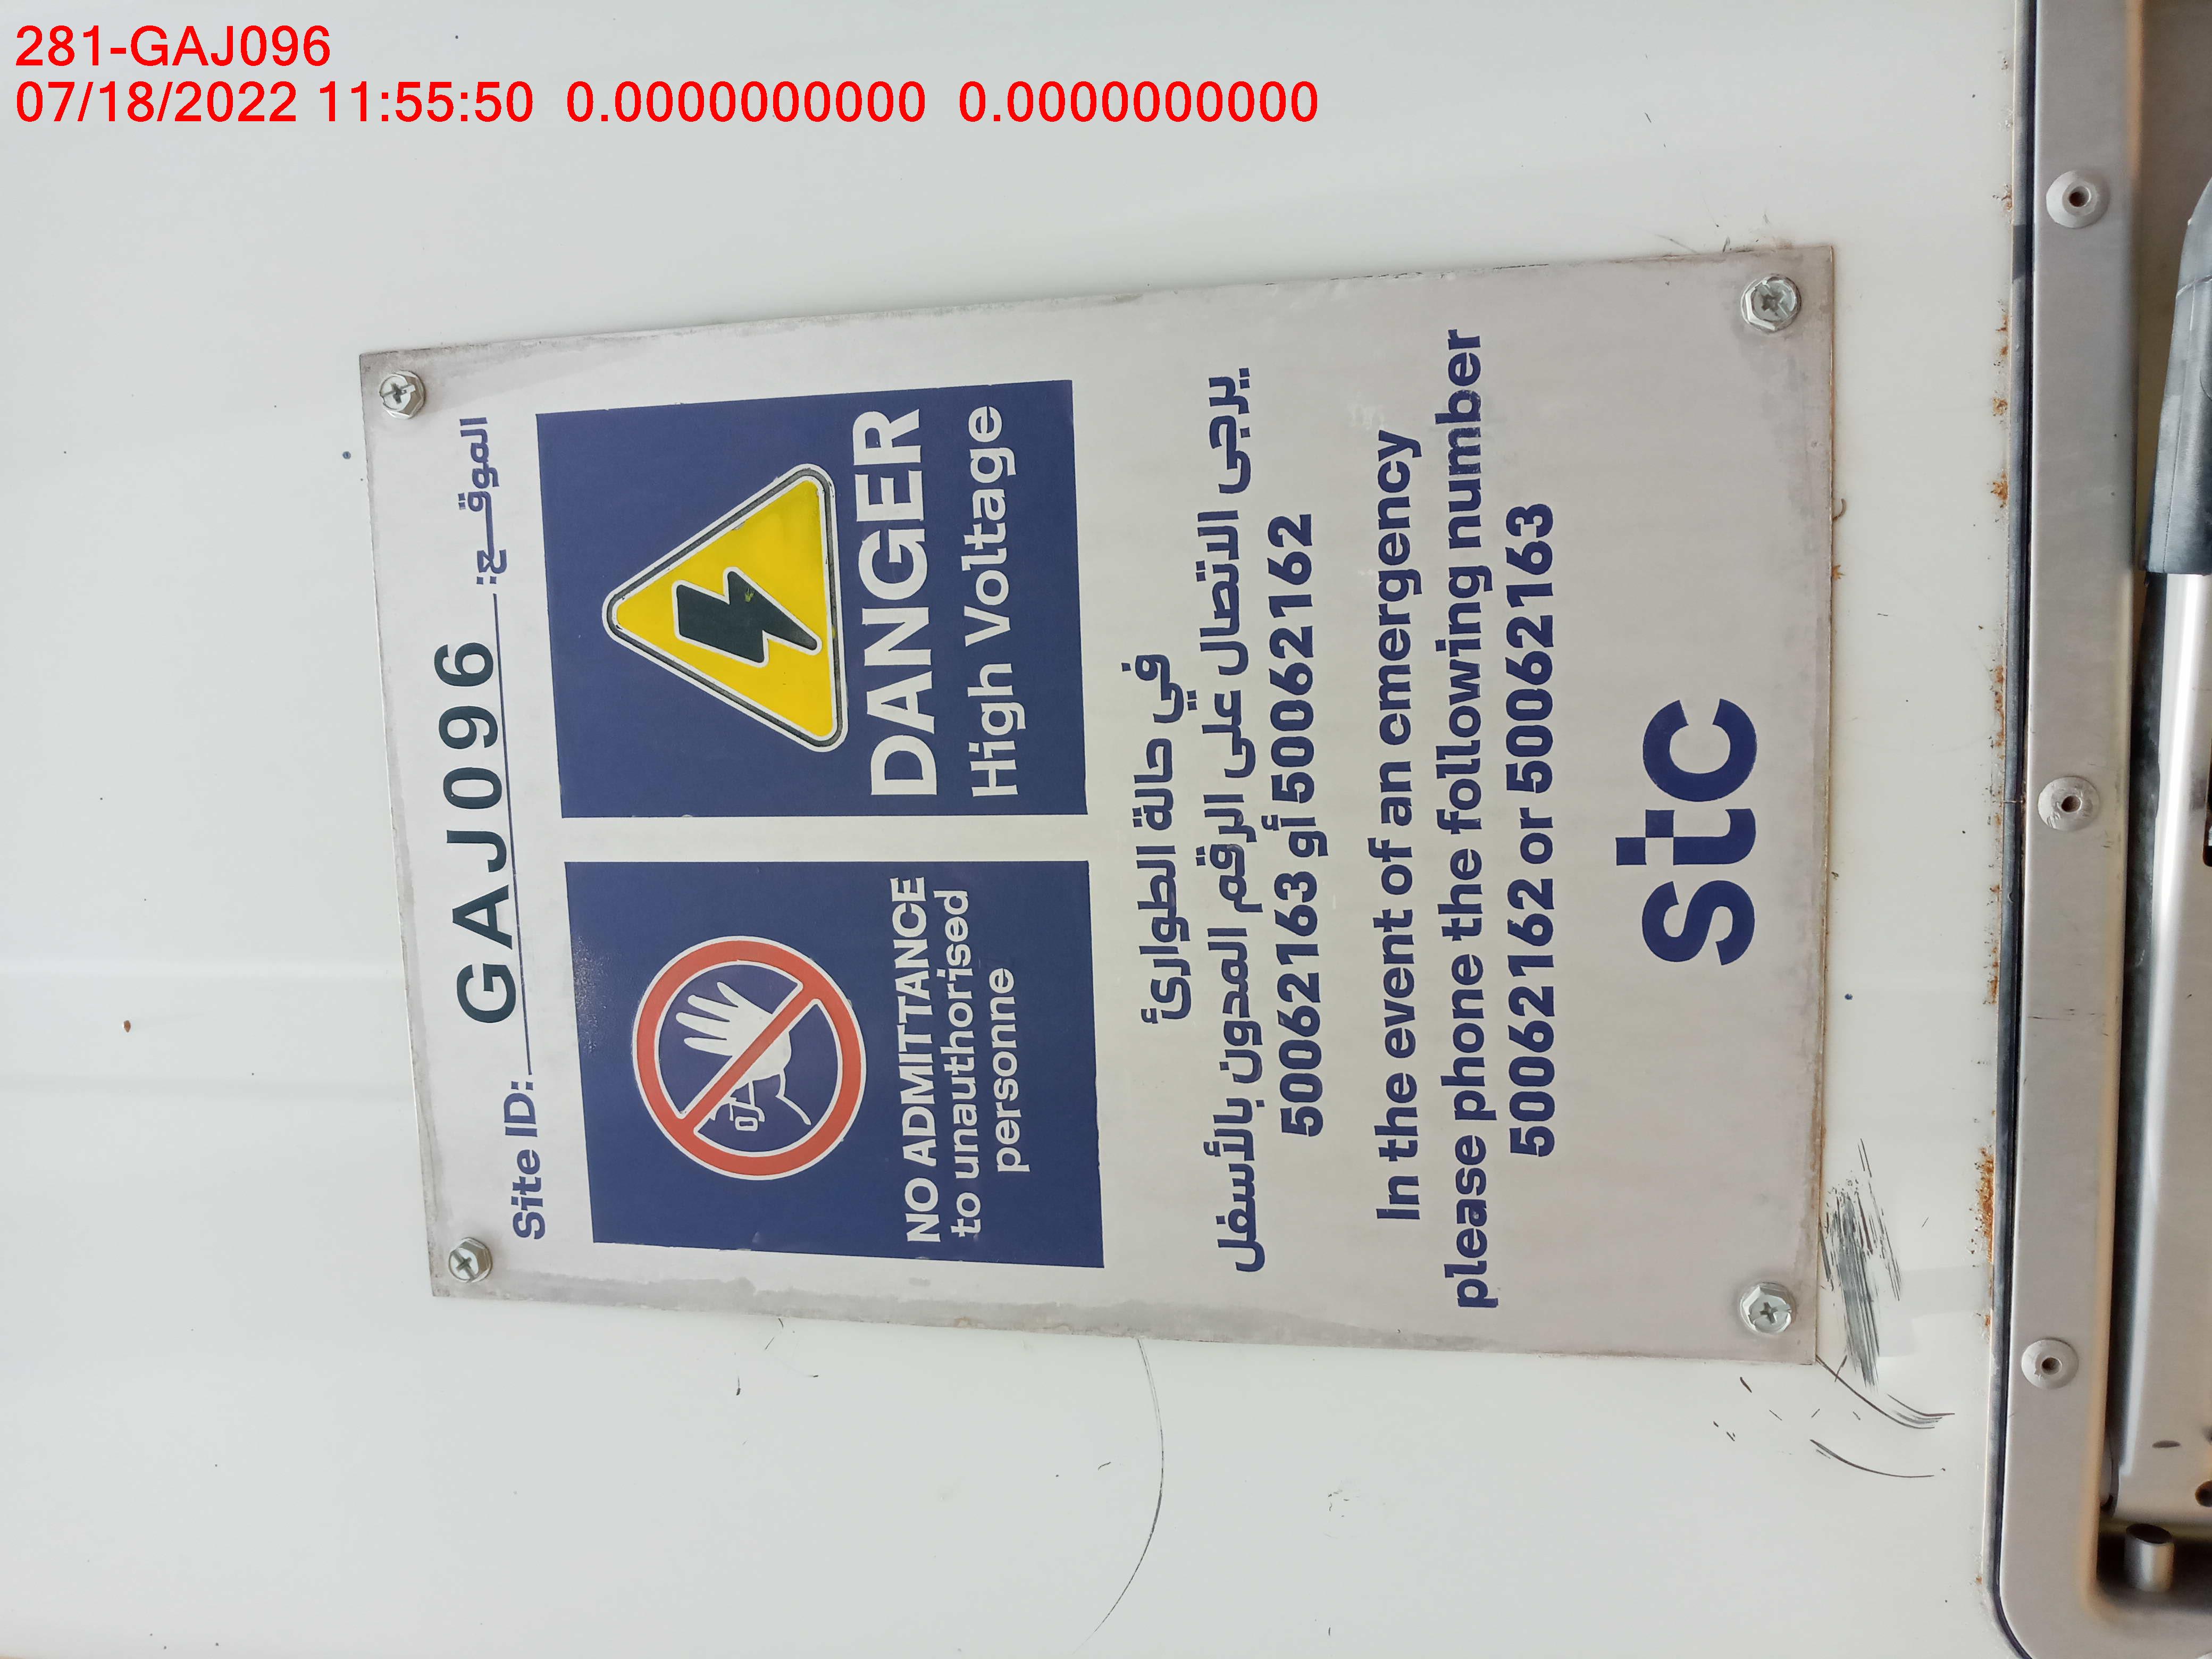 281-GAJ096
07/18/2022 11:55:50 0.0000000000 0.0000000000
Site ID: GAJ096 الموقع:
NO ADMITTANCE
to unauthorised
personne
DANGER
High Voltage
في حالة الطوارئ
يرجى الاتصال على الرقم المدون بالأسفل
50062163 أو 50062162
In the event of an cmergency
please phone the following number
50062162 or 50062163
stc